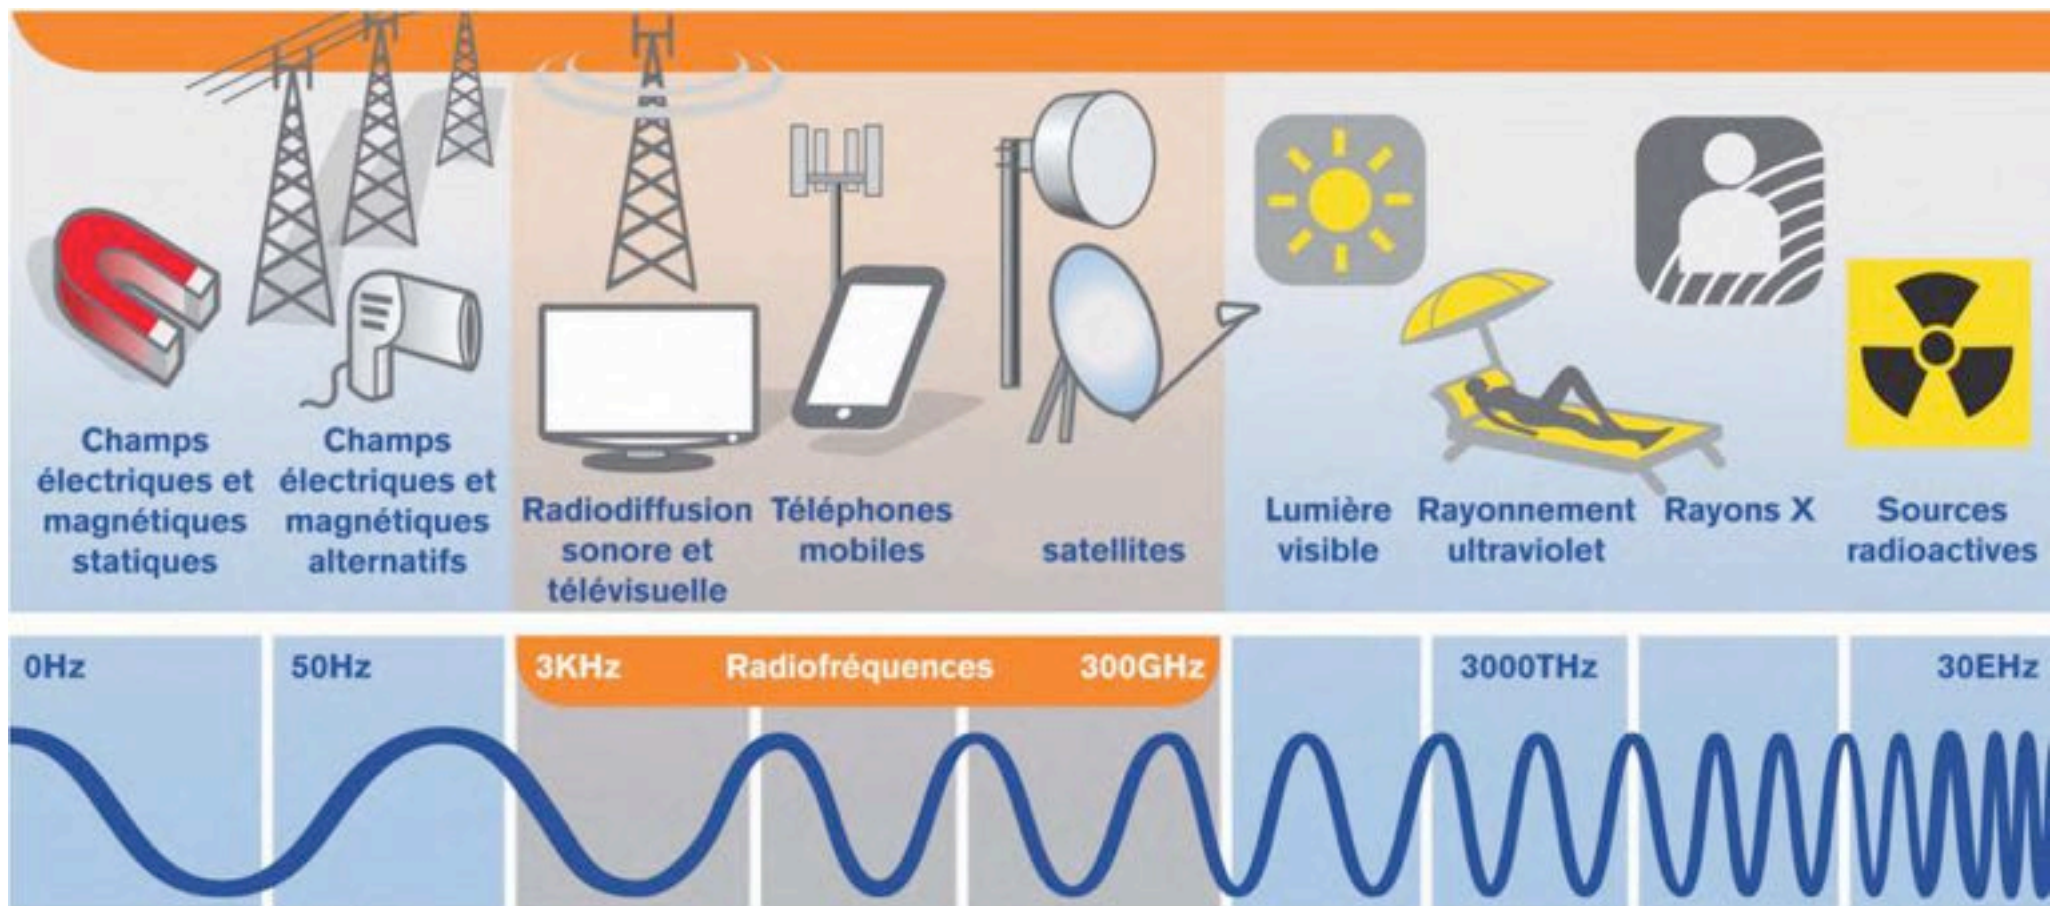 Champs
électriques et
magnétiques
statiques
Champs
électriques et
magnétiques
alternatifs
Radiodiffusion
sonore et
télévisuelle
Téléphones
mobiles
satellites
Lumière
visible
Rayonnement
ultraviolet
Rayons X
Sources
radioactives
0Hz
50Hz
3KHz
Radiofréquences
300GHz
3000THz
30EHz